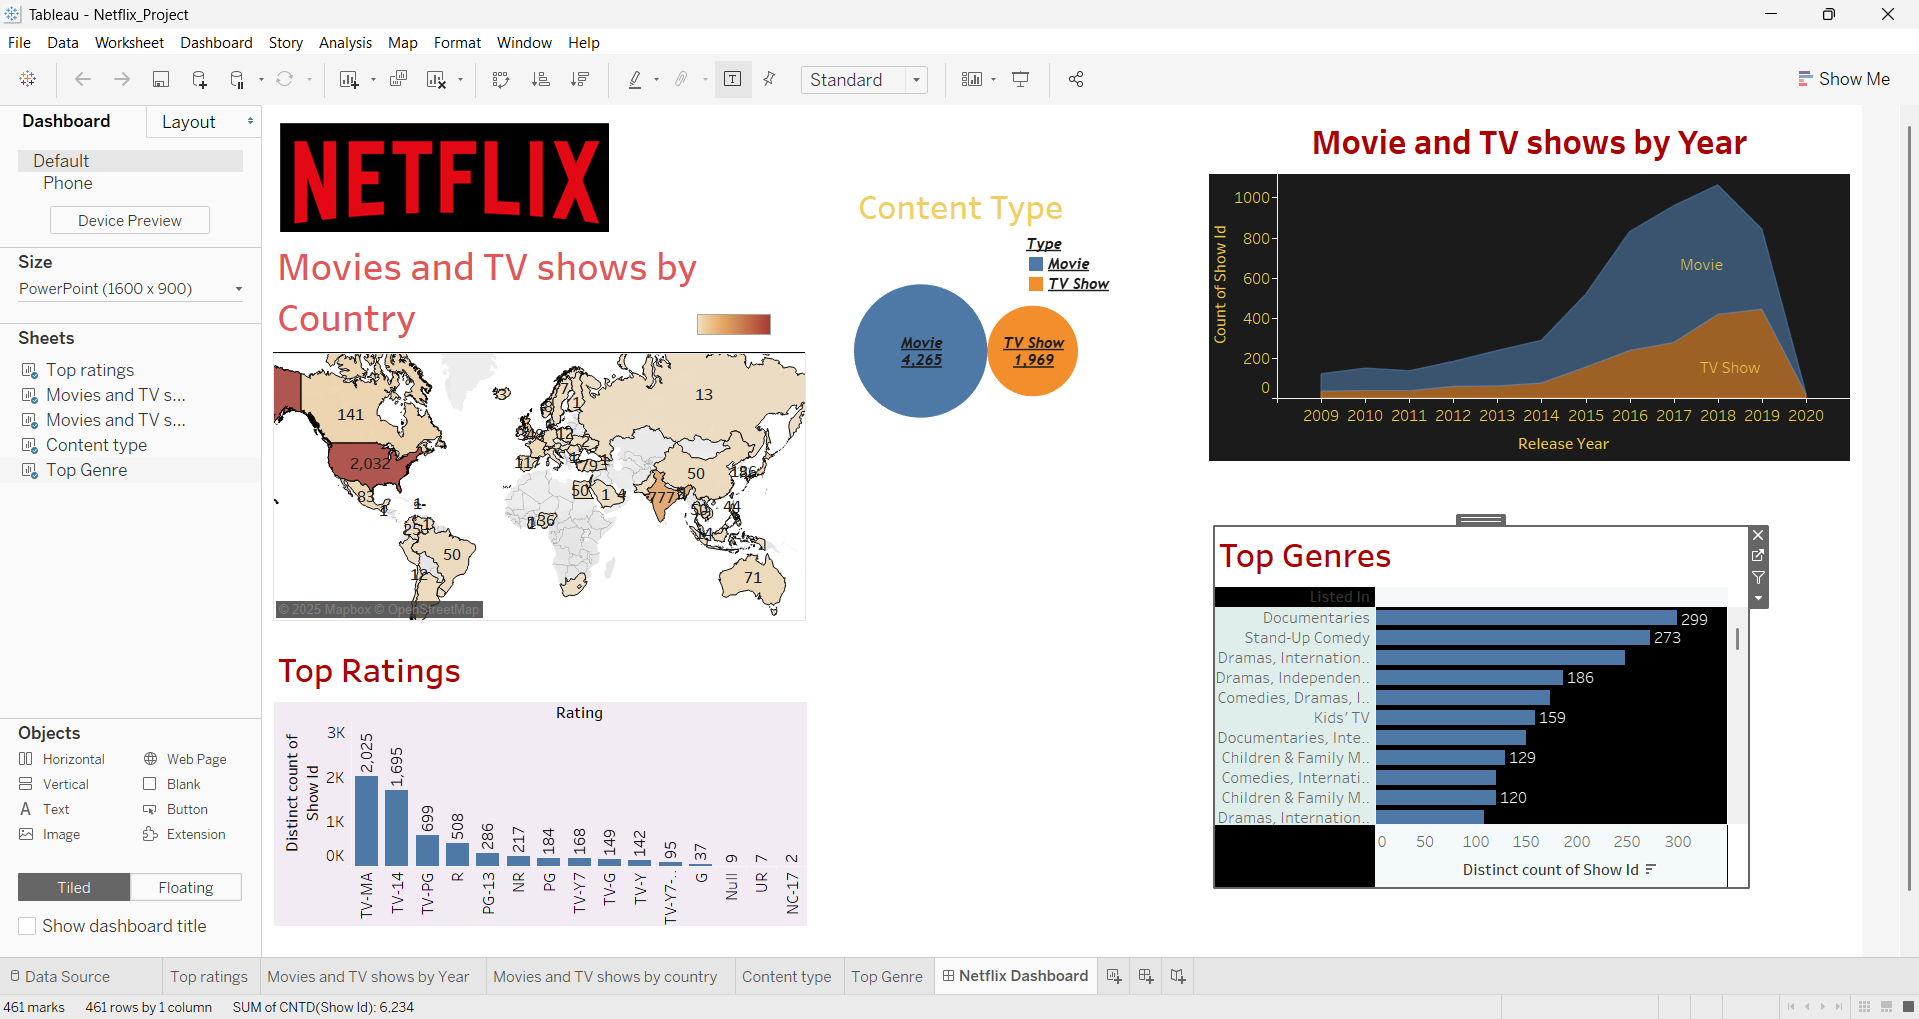 Tableau - Netflix_Project
File Data Worksheet Dashboard Story Analysis Map Format Window Help
Standard
Show Me
Dashboard Layout
Default
Phone
Device Preview
Size
PowerPoint (1600 x 900)
Sheets
Top ratings
Movies and TV s...
Movies and TV s...
Content type
Top Genre
Objects
Horizontal Web Page
Vertical Blank
Text Button
Image Extension
Tiled Floating
Show dashboard title
NETFLIX
Movies and TV shows by
Country
141
2,032
83
50
12
13
50
777
71
50
1
4
36
44
© 2025 Mapbox © OpenStreetMap
Top Ratings
Rating
Distinct count of
Show Id
3K
2K
1K
0K
2,025 1,695 699 508 286 217 184 168 149 142 95 37 9 7 2
TV-MA TV-14 TV-PG R PG-13 NR PG TV-Y7 TV-G TV-Y TV-Y7-.. G Null UR NC-17
Content Type
Type
Movie
TV Show
Movie
4,265
TV Show
1,969
Movie and TV shows by Year
Count of Show Id
1000
800
600
400
200
0
Movie
TV Show
2009 2010 2011 2012 2013 2014 2015 2016 2017 2018 2019 2020
Release Year
Top Genres
Listed In
Documentaries 299
Stand-Up Comedy 273
Dramas, Internation..
Dramas, Independen.. 186
Comedies, Dramas, I..
Kids' TV 159
Documentaries, Inte..
Children & Family M.. 129
Comedies, Internati..
Children & Family M.. 120
Dramas, Internation..
0 50 100 150 200 250 300
Distinct count of Show Id
Data Source Top ratings Movies and TV shows by Year Movies and TV shows by country Content type Top Genre Netflix Dashboard
461 marks 461 rows by 1 column SUM of CNTD(Show Id): 6,234